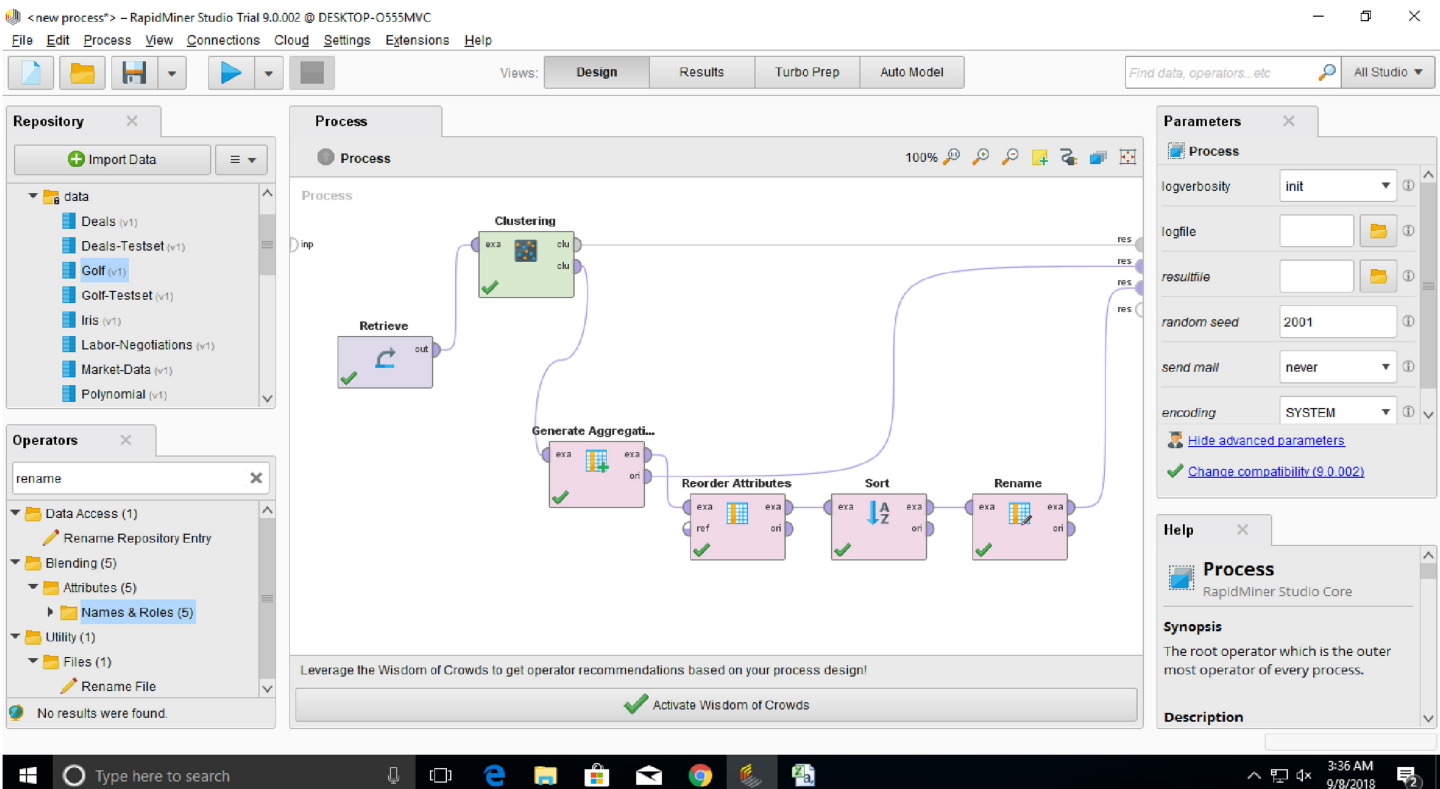 <new process*> – RapidMiner Studio Trial 9.0.002 @ DESKTOP-O555MVC
File Edit Process View Connections Cloud Settings Extensions Help
Views: Design Results Turbo Prep Auto Model
Find data, operators...etc
All Studio
Repository
Import Data
data
Deals (v1)
Deals-Testset (v1)
Golf (v1)
Golf-Testset (v1)
Iris (v1)
Labor-Negotiations (v1)
Market-Data (v1)
Polynomial (v1)
Operators
rename
Data Access (1)
Rename Repository Entry
Blending (5)
Attributes (5)
Names & Roles (5)
Utility (1)
Files (1)
Rename File
No results were found.
Process
Process
100%
Process
inp
Clustering
exa clu
clu
Retrieve
out
Generate Aggregati...
exa exa
ori
Reorder Attributes
exa exa
ref ori
Sort
exa exa
ori
A
Z
Rename
exa exa
ori
res
res
res
res
Leverage the Wisdom of Crowds to get operator recommendations based on your process design!
Activate Wisdom of Crowds
Parameters
Process
logverbosity init
logfile
resultfile
random seed 2001
send mail never
encoding SYSTEM
Hide advanced parameters
Change compatibility (9.0.002)
Help
Process
RapidMiner Studio Core
Synopsis
The root operator which is the outer
most operator of every process.
Description
Type here to search
3:36 AM
9/8/2018
2